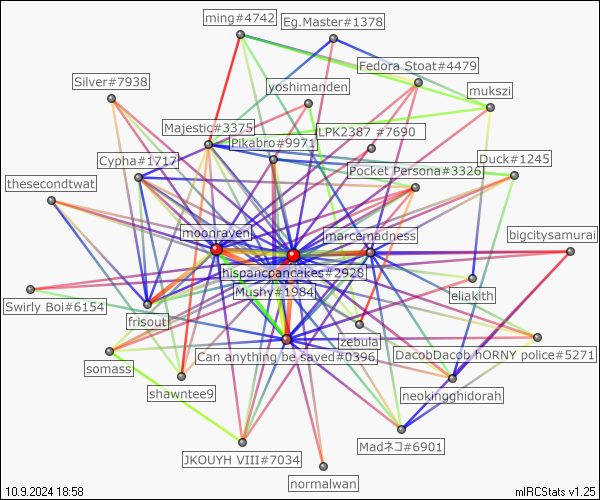 ming#4742
Eg.Master#1378
Fedora Stoat#4479
Silver#7938
yoshimanden
mukszi
Majestic#3375
LPK2387 #7690
Pikabro#9971
Cypha#1717
Duck#1245
Pocket Persona#3326
thesecondtwat
moonraven
marcemadness
bigcitysamurai
hispancpancakes#2928
Mushy#1984
eliakith
Swirly Boi#6154
frisout
zebula
somass
Can anything be saved#0396
DacobDacob hORNY police#5271
shawntee9
neokingghidorah
Madネコ#6901
JKOUYH VIII#7034
normalwan
10.9.2024 18:58
mIRCStats v1.25